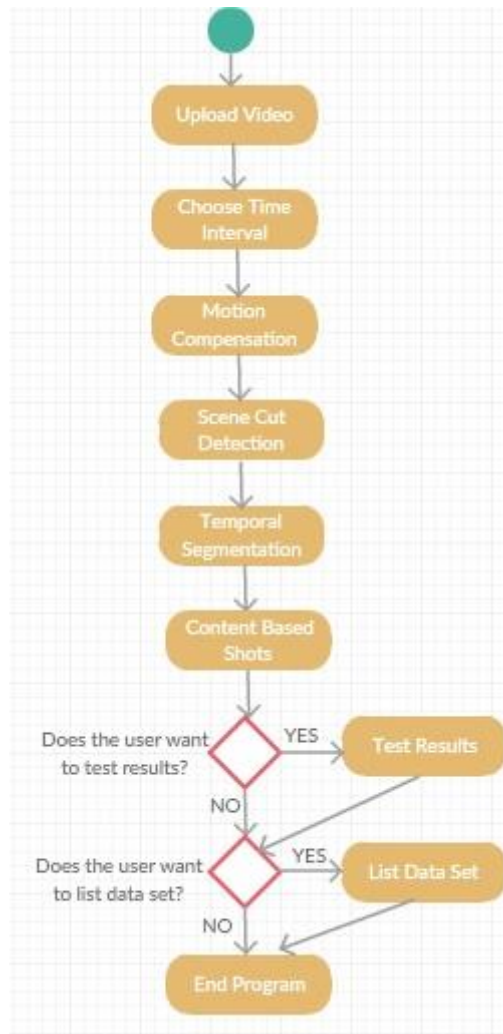 Upload Video
Choose Time
Interval
Motion
Compensation
Scene Cut
Detection
Temporal
Segmentation
Content Based
Shots
Does the user want
to test results?
YES
Test Results
NO
Does the user want
to list data set?
YES
List Data Set
NO
End Program